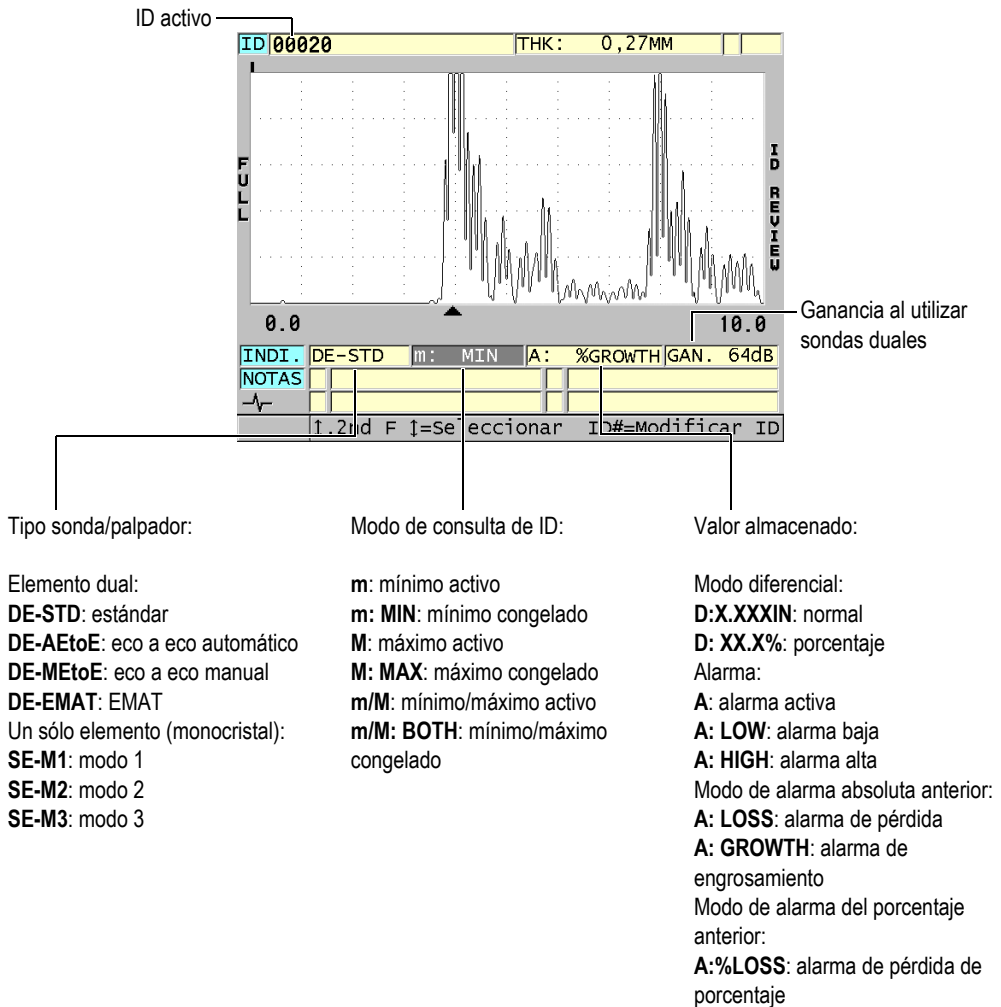 ID activo
ID 00020 THK: 0,27MM
FULL
ID REVIEW
0.0 10.0
Ganancia al utilizar
sondas duales
INDI. DE-STD m: MIN A: %GROWTH GAN. 64dB
NOTAS
↑.2nd F ↕=Seleccionar ID#=Modificar ID
Tipo sonda/palpador:
Elemento dual:
DE-STD: estándar
DE-AEtoE: eco a eco automático
DE-MEtoE: eco a eco manual
DE-EMAT: EMAT
Un sólo elemento (monocristal):
SE-M1: modo 1
SE-M2: modo 2
SE-M3: modo 3
Modo de consulta de ID:
m: mínimo activo
m: MIN: mínimo congelado
M: máximo activo
M: MAX: máximo congelado
m/M: mínimo/máximo activo
m/M: BOTH: mínimo/máximo
congelado
Valor almacenado:
Modo diferencial:
D:X.XXXIN: normal
D: XX.X%: porcentaje
Alarma:
A: alarma activa
A: LOW: alarma baja
A: HIGH: alarma alta
Modo de alarma absoluta anterior:
A: LOSS: alarma de pérdida
A: GROWTH: alarma de
engrosamiento
Modo de alarma del porcentaje
anterior:
A:%LOSS: alarma de pérdida de
porcentaje